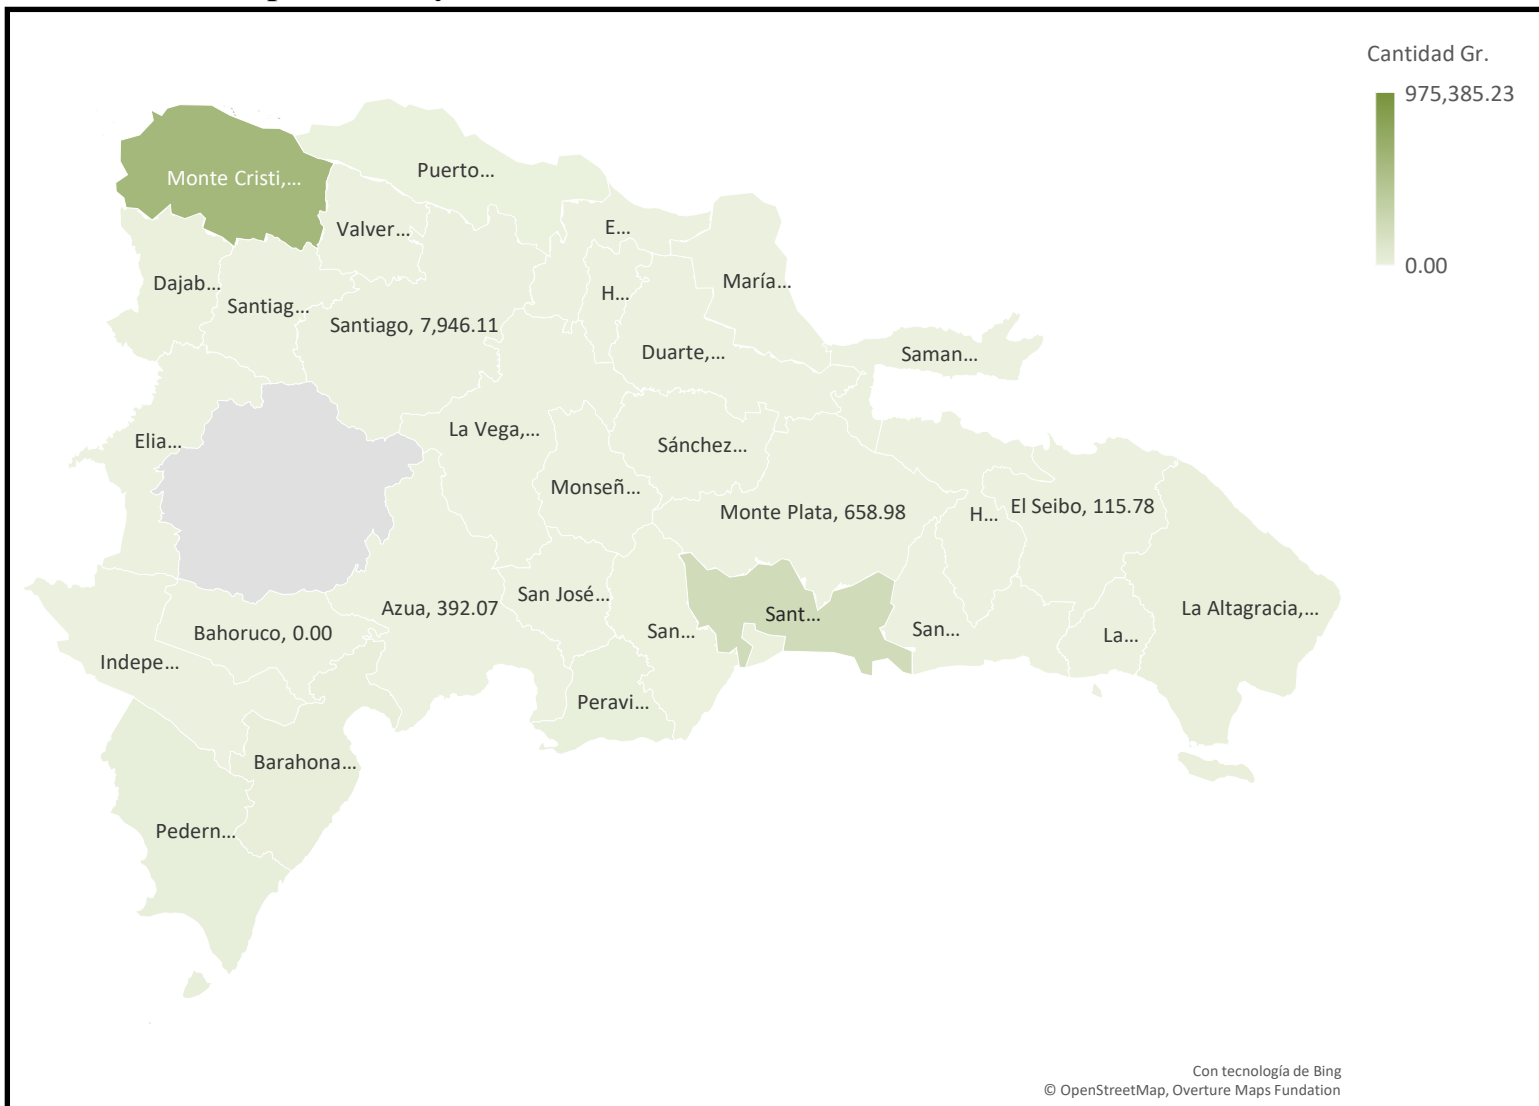 Cantidad Gr.
975,385.23
0.00
Monte Cristi,...
Puerto...
Valver...
E...
Dajab...
Santiag...
H...
María...
Santiago, 7,946.11
Duarte,...
Saman...
Elia...
La Vega,...
Sánchez...
Monseñ...
Monte Plata, 658.98
H...
El Seibo, 115.78
Azua, 392.07
San José...
Sant...
La Altagracia,...
Bahoruco, 0.00
San...
San...
La...
Indepe...
Peravi...
Barahona...
Pedern...
Con tecnología de Bing
© OpenStreetMap, Overture Maps Fundation